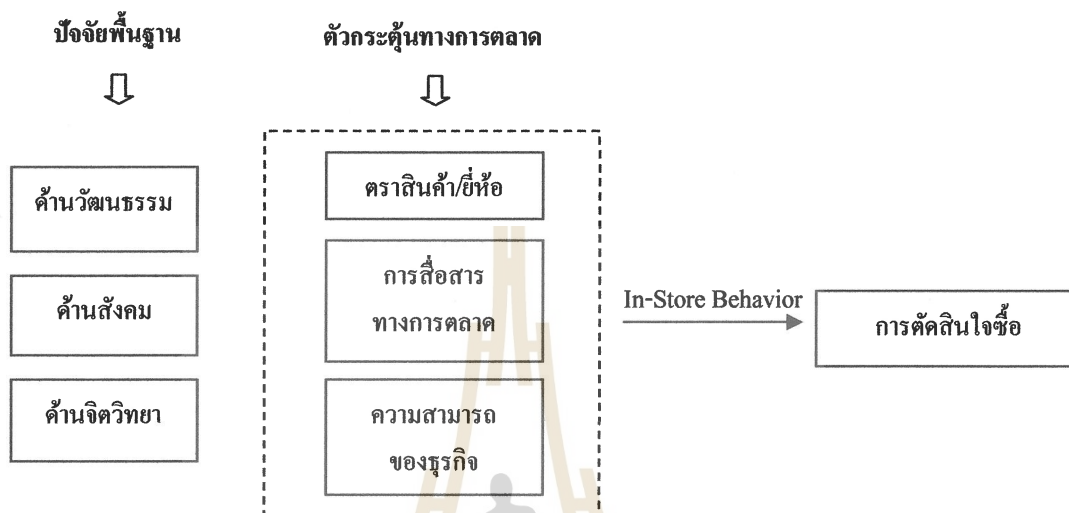 ปัจจัยพื้นฐาน
ตัวกระตุ้นทางการตลาด
ด้านวัฒนธรรม
ด้านสังคม
ด้านจิตวิทยา
ตราสินค้า/ยี่ห้อ
การสื่อสาร
ทางการตลาด
ความสามารถ
ของธุรกิจ
In-Store Behavior
การตัดสินใจซื้อ